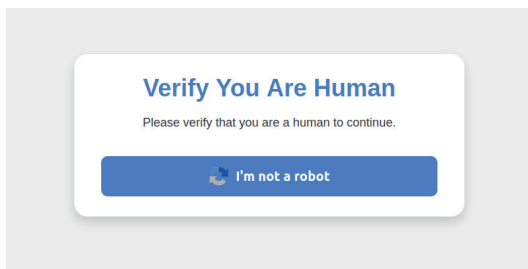 Verify You Are Human
Please verify that you are a human to continue.
I'm not a robot